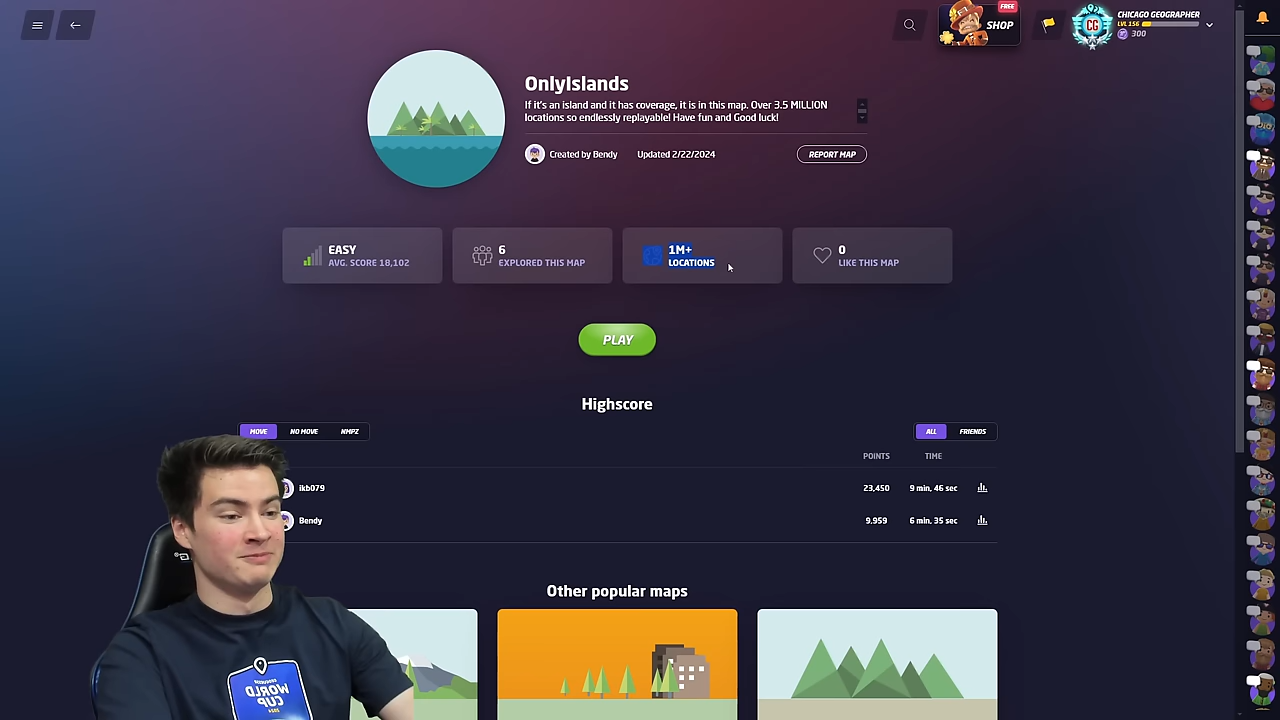 FREE
SHOP
CHICAGO GEOGRAPHER
LVL 156
300
OnlyIslands
If it's an island and it has coverage, it is in this map. Over 3.5 MILLION
locations so endlessly replayable! Have fun and Good luck!
Created by Bendy Updated 2/22/2024 REPORT MAP
EASY
AVG. SCORE 18,102
6
EXPLORED THIS MAP
1M+
LOCATIONS
0
LIKE THIS MAP
PLAY
Highscore
MOVE NO MOVE NMPZ ALL FRIENDS
POINTS TIME
ikb079 23,450 9 min, 46 sec
Bendy 9,959 6 min, 35 sec
Other popular maps
WORLD
CUP